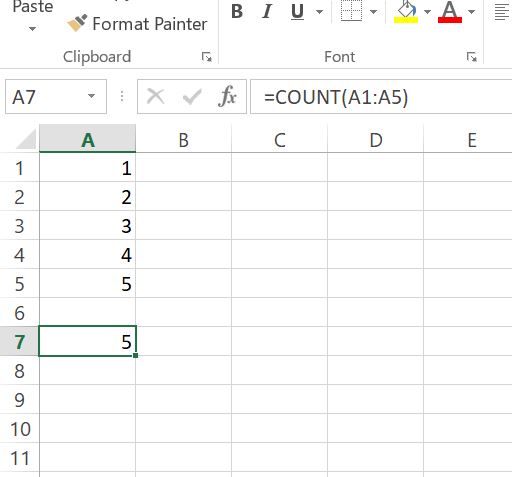 Paste
Format Painter
B I U A
Clipboard
Font
A7
fx =COUNT(A1:A5)
A B C D E
1 1
2 2
3 3
4 4
5 5
6
7 5
8
9
10
11